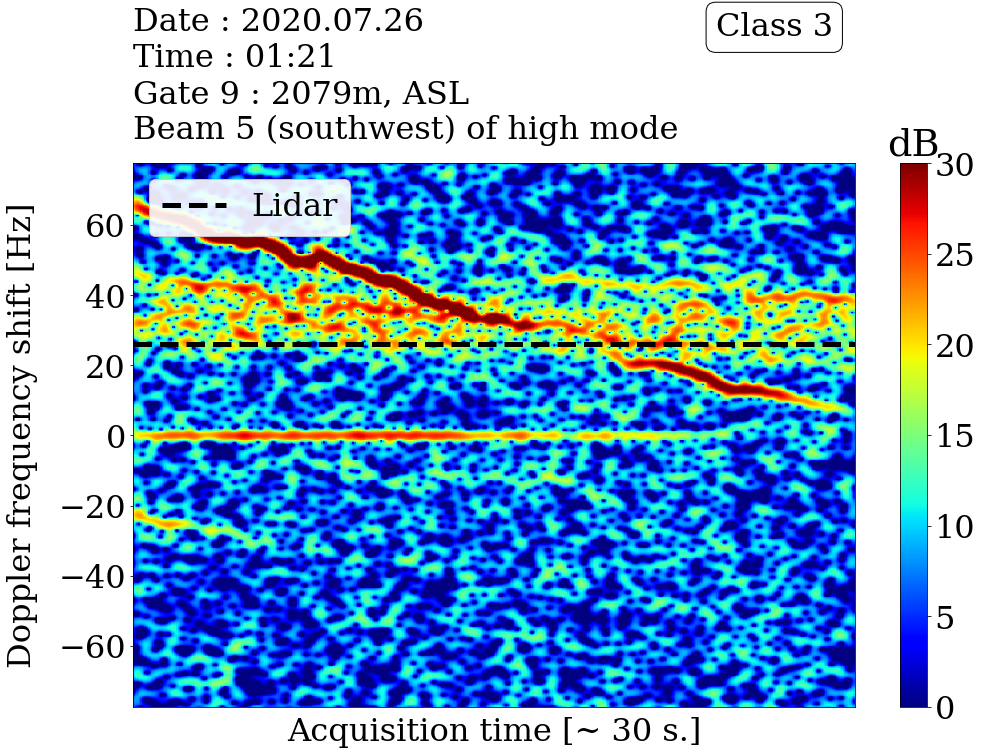 Date : 2020.07.26
Time : 01:21
Gate 9 : 2079m, ASL
Beam 5 (southwest) of high mode
Class 3
dB
Lidar
Doppler frequency shift [Hz]
60
40
20
0
−20
−40
−60
30
25
20
15
10
5
0
Acquisition time [~ 30 s.]